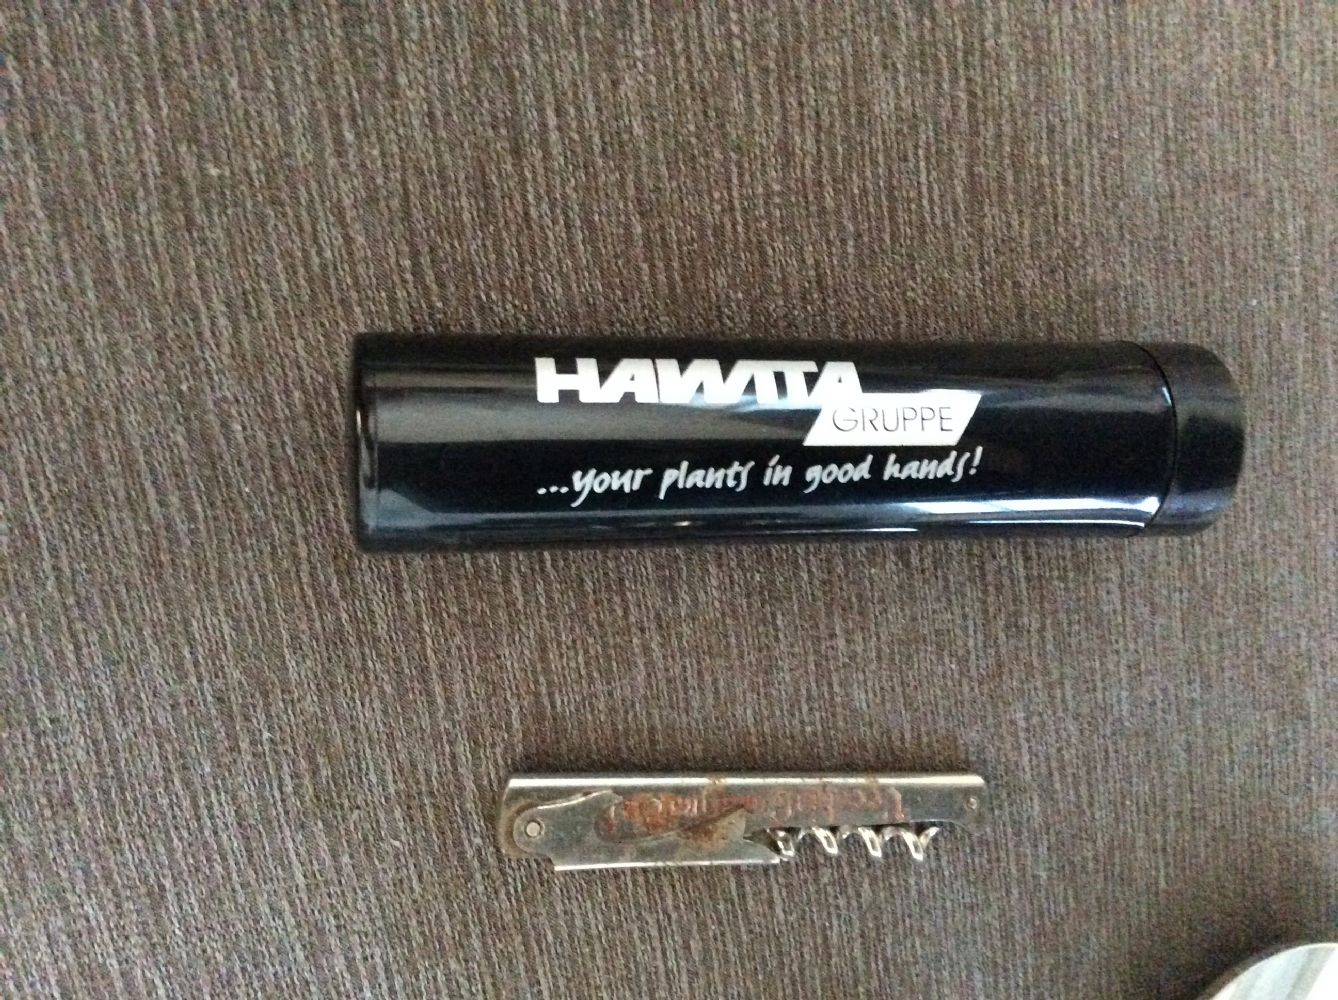 HAWITA
GRUPPE
...your plants in good hands!